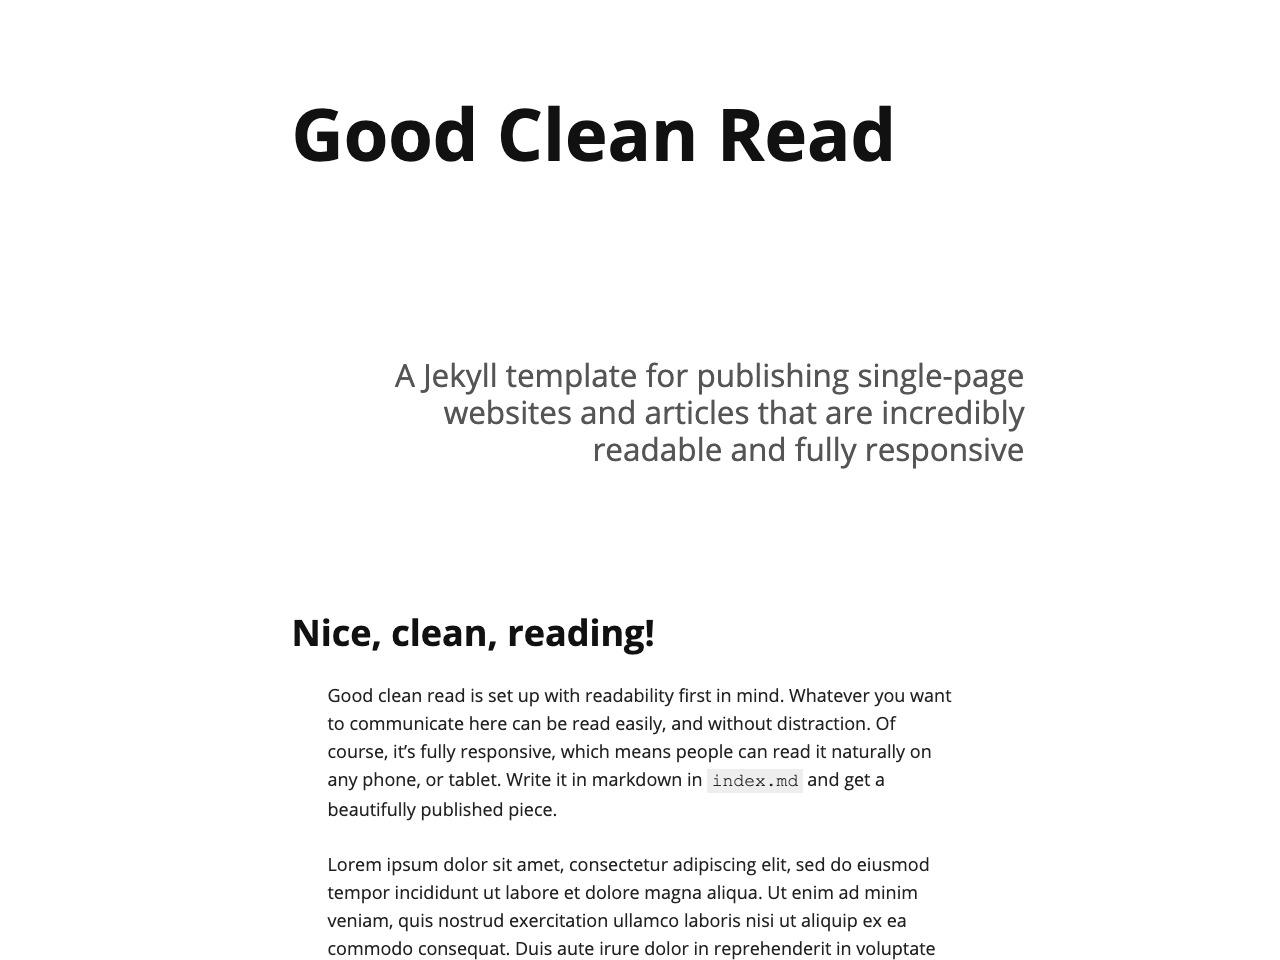 Good Clean Read
A Jekyll template for publishing single-page
websites and articles that are incredibly
readable and fully responsive
Nice, clean, reading!
Good clean read is set up with readability first in mind. Whatever you want
to communicate here can be read easily, and without distraction. Of
course, it’s fully responsive, which means people can read it naturally on
any phone, or tablet. Write it in markdown in index.md and get a
beautifully published piece.
Lorem ipsum dolor sit amet, consectetur adipiscing elit, sed do eiusmod
tempor incididunt ut labore et dolore magna aliqua. Ut enim ad minim
veniam, quis nostrud exercitation ullamco laboris nisi ut aliquip ex ea
commodo consequat. Duis aute irure dolor in reprehenderit in voluptate